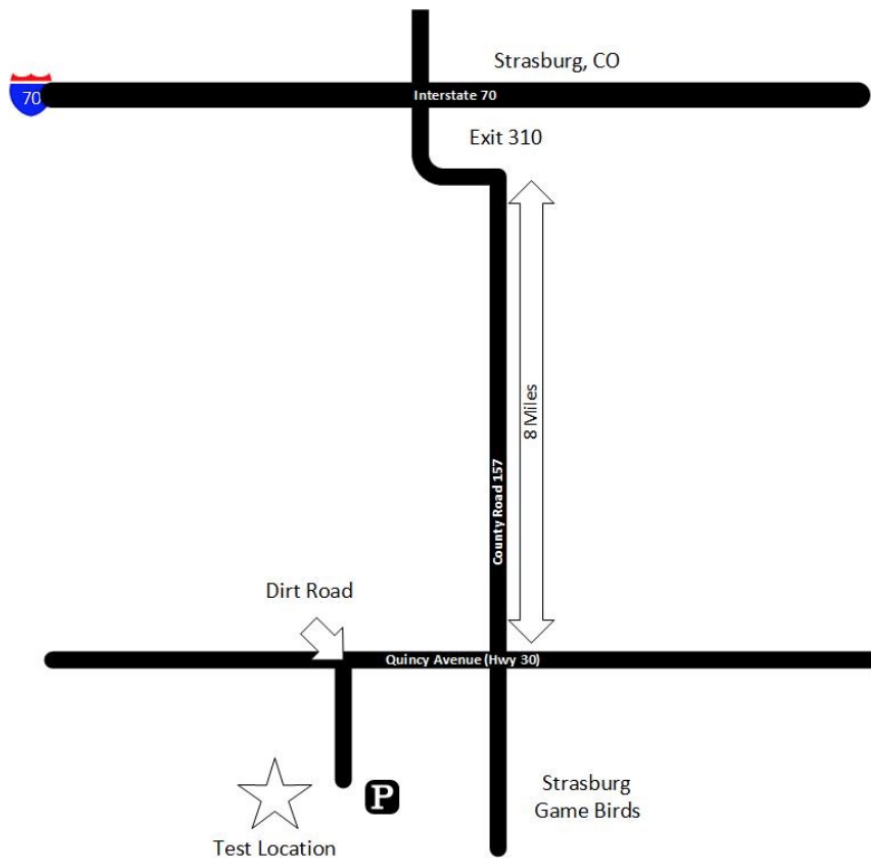 Strasburg, CO
70
Interstate 70
Exit 310
8 Miles
County Road 157
Dirt Road
Quincy Avenue (Hwy 30)
P
Strasburg
Game Birds
Test Location